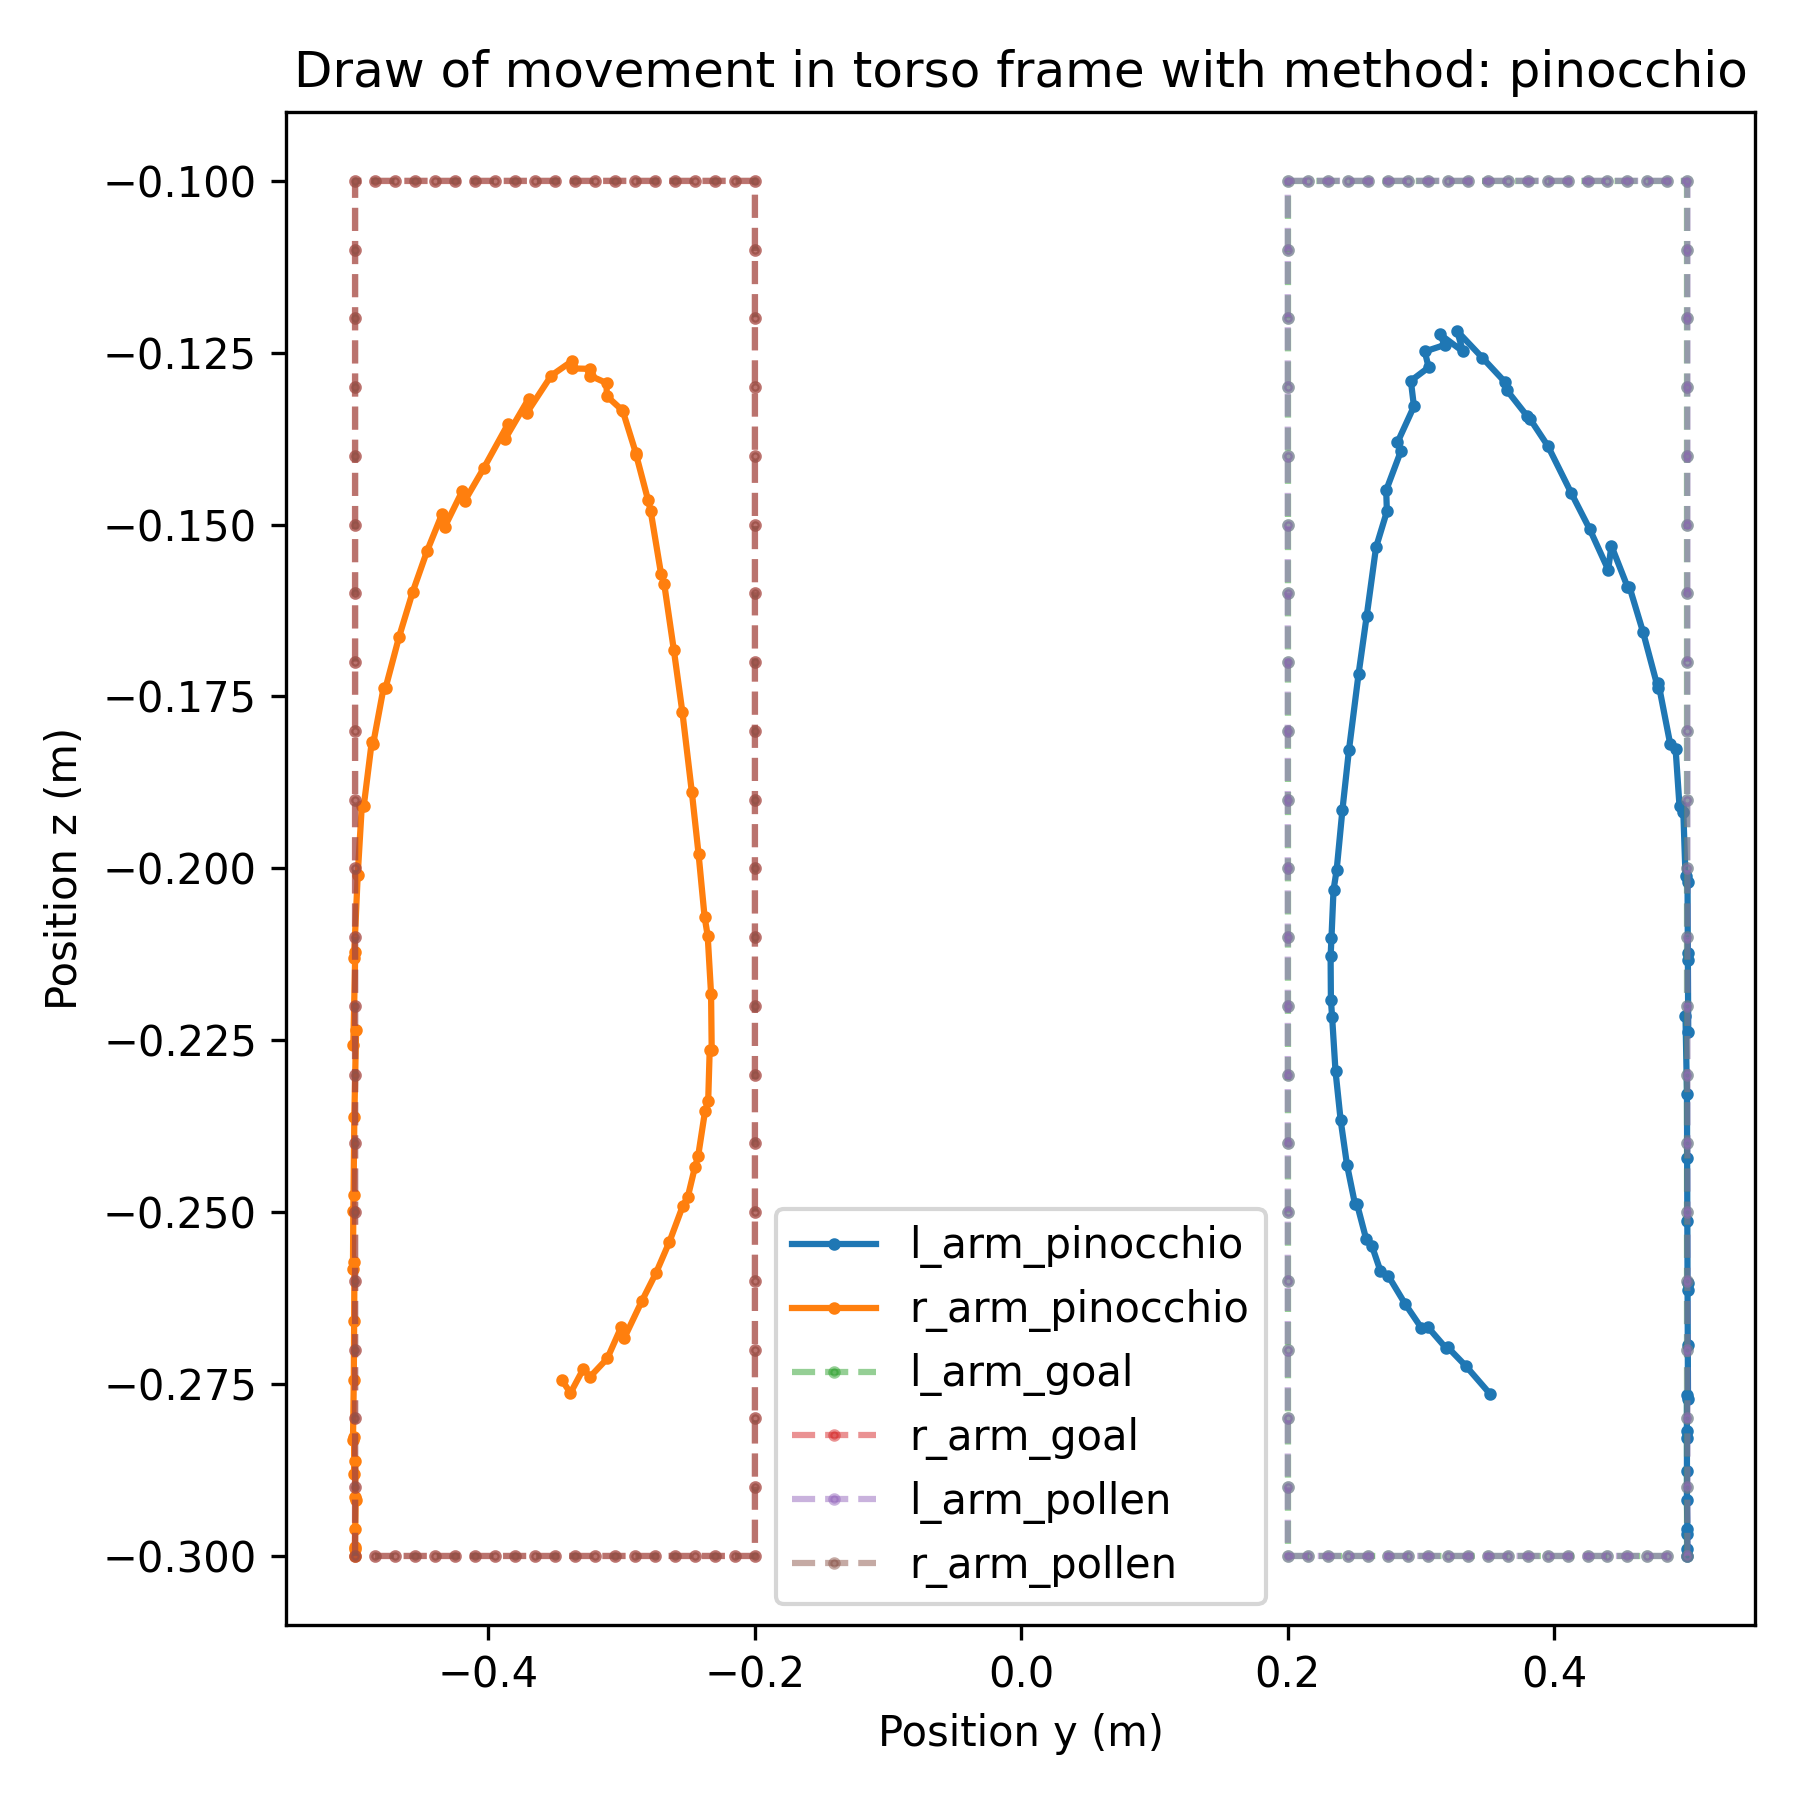 Draw of movement in torso frame with method: pinocchio
−0.100
−0.125
−0.150
−0.175
−0.200
−0.225
−0.250
−0.275
−0.300
Position z (m)
l_arm_pinocchio
r_arm_pinocchio
l_arm_goal
r_arm_goal
l_arm_pollen
r_arm_pollen
−0.4
−0.2
0.0
0.2
0.4
Position y (m)